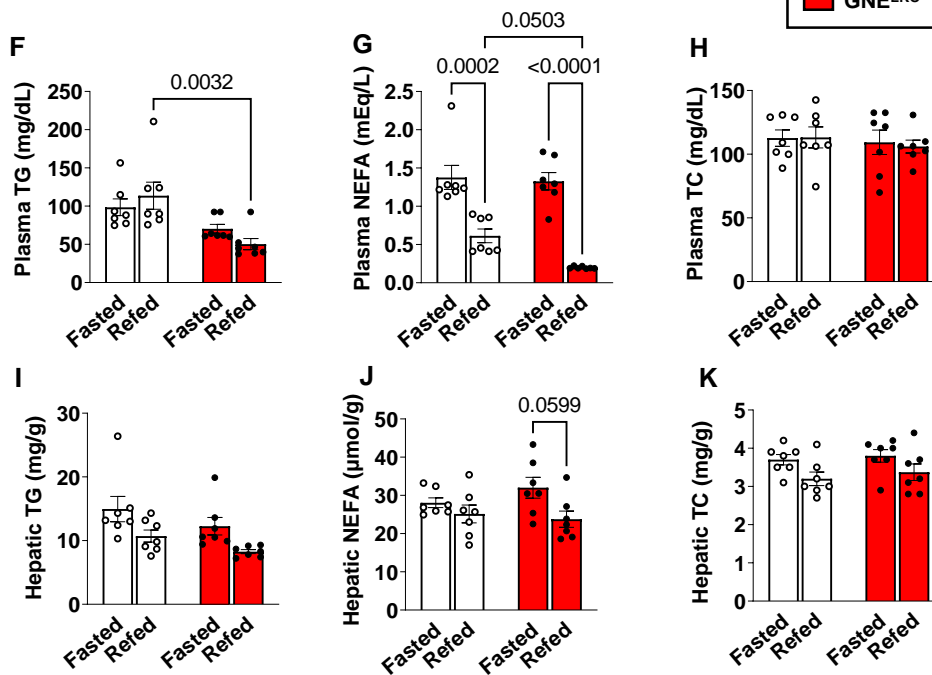 GNE
F
Plasma TG (mg/dL)
250
200
150
100
50
0
0.0032
Fasted
Refed
Fasted
Refed
G
Plasma NEFA (mEq/L)
2.5
2.0
1.5
1.0
0.5
0.0
0.0503
0.0002
<0.0001
Fasted
Refed
Fasted
Refed
H
Plasma TC (mg/dL)
150
100
50
0
Fasted
Refed
Fasted
Refed
I
Hepatic TG (mg/g)
30
20
10
0
Fasted
Refed
Fasted
Refed
J
Hepatic NEFA (μmol/g)
50
40
30
20
10
0
0.0599
Fasted
Refed
Fasted
Refed
K
Hepatic TC (mg/g)
5
4
3
2
1
0
Fasted
Refed
Fasted
Refed